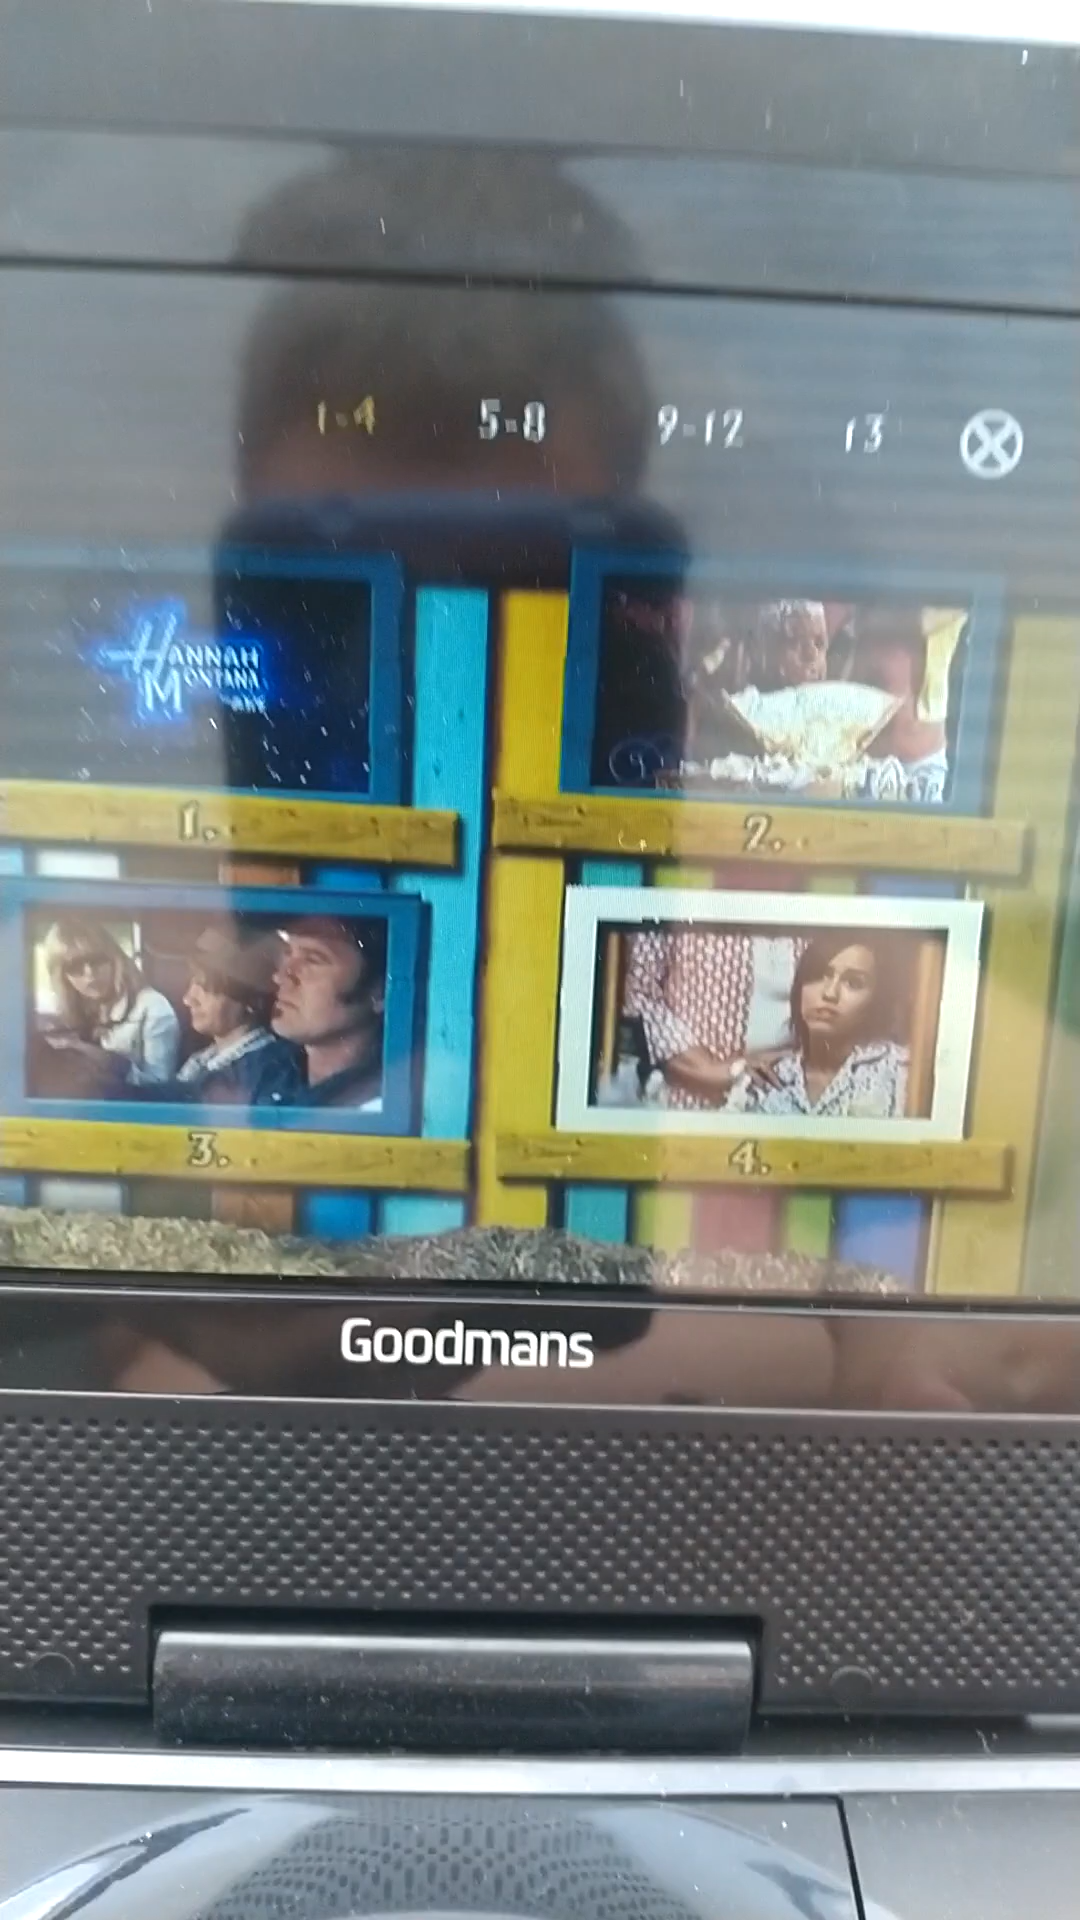 1-4 5-8 9-12 13
HANNAH
MONTANA
1. 2.
3. 4.
Goodmans